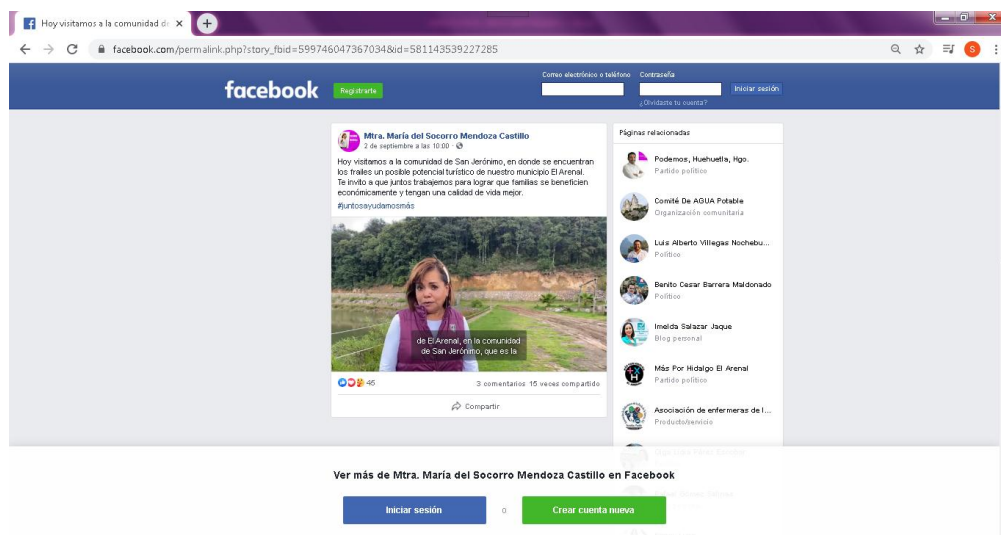 Hoy visitamos a la comunidad de
facebook.com/permalink.php?story_fbid=599746047367034&id=581143539227285
S
facebook
Registrarte
Correo electrónico o teléfono
Contraseña
Iniciar sesión
¿Olvidaste tu cuenta?
Mtra. María del Socorro Mendoza Castillo
2 de septiembre a las 10:00
Hoy visitamos a la comunidad de San Jerónimo, en donde se encuentran
los frailes un posible potencial turístico de nuestro municipio El Arenal.
Te invito a que juntos trabajemos para lograr que familias se beneficien
económicamente y tengan una calidad de vida mejor.
#juntosayudamosmás
de El Arenal, en la comunidad
de San Jerónimo, que es la
45
3 comentarios 15 veces compartido
Compartir
Páginas relacionadas
Podemos, Huehuetla, Hgo.
Partido político
Comité De AGUA Potable
Organización comunitaria
Luis Alberto Villegas Nochebu...
Político
Benito Cesar Barrera Maldonado
Político
Imelda Salazar Jaque
Blog personal
Más Por Hidalgo El Arenal
Partido político
Asociación de enfermeras de l...
Producto/servicio
Ver más de Mtra. María del Socorro Mendoza Castillo en Facebook
Iniciar sesión
o
Crear cuenta nueva